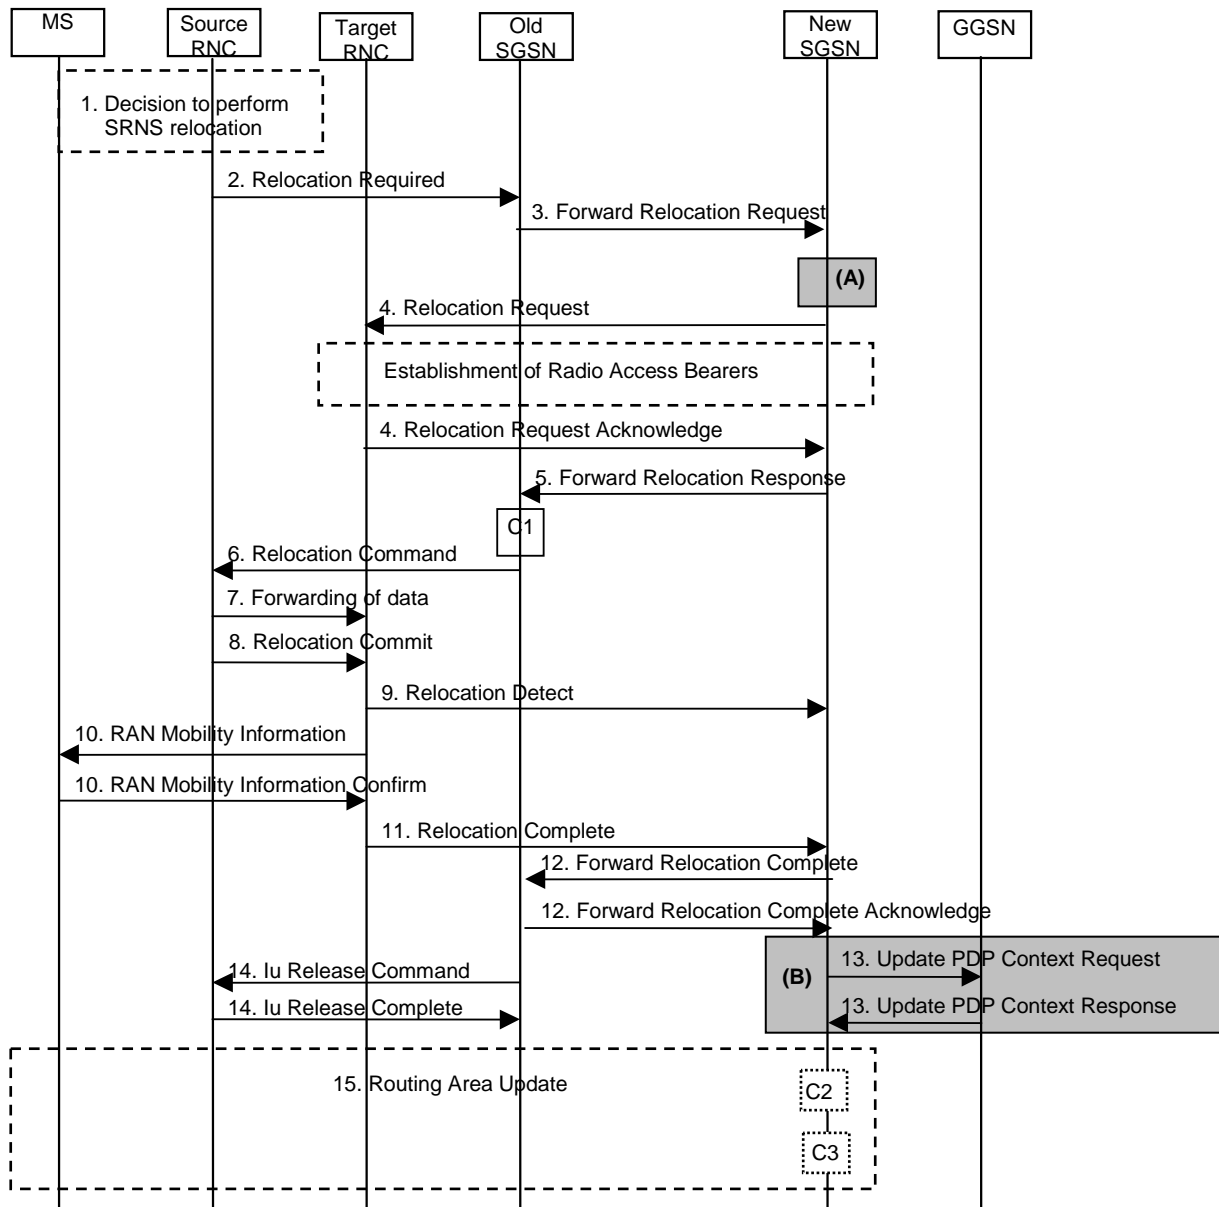 MS
Source
RNC
Target
RNC
Old
SGSN
New
SGSN
GGSN
1. Decision to perform
SRNS relocation
2. Relocation Required
3. Forward Relocation Request
(A)
4. Relocation Request
Establishment of Radio Access Bearers
4. Relocation Request Acknowledge
5. Forward Relocation Response
C1
6. Relocation Command
7. Forwarding of data
8. Relocation Commit
9. Relocation Detect
10. RAN Mobility Information
10. RAN Mobility Information Confirm
11. Relocation Complete
12. Forward Relocation Complete
12. Forward Relocation Complete Acknowledge
(B)
13. Update PDP Context Request
14. Iu Release Command
13. Update PDP Context Response
14. Iu Release Complete
15. Routing Area Update
C2
C3